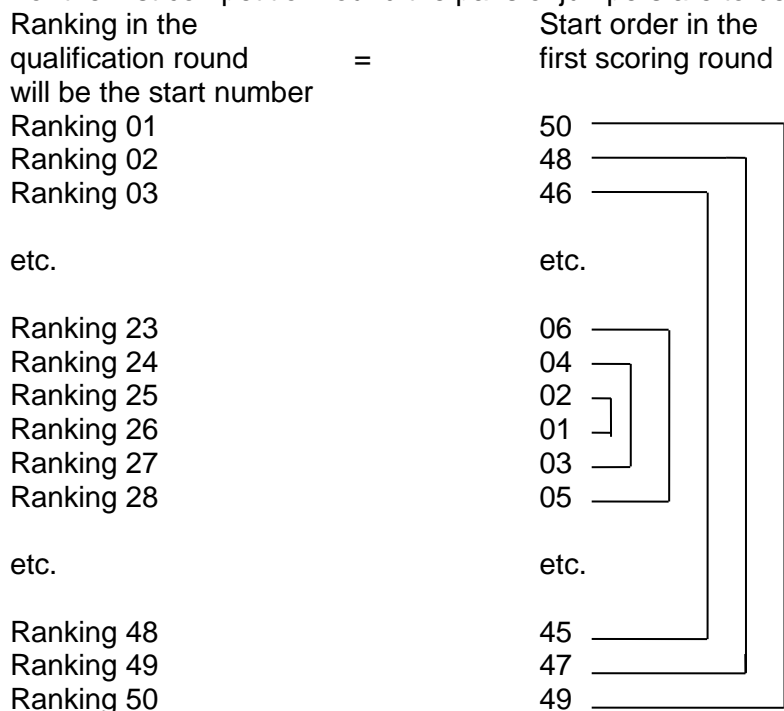 Ranking in the Start order in the
qualification round = first scoring round
will be the start number
Ranking 01 50
Ranking 02 48
Ranking 03 46
etc. etc.
Ranking 23 06
Ranking 24 04
Ranking 25 02
Ranking 26 01
Ranking 27 03
Ranking 28 05
etc. etc.
Ranking 48 45
Ranking 49 47
Ranking 50 49